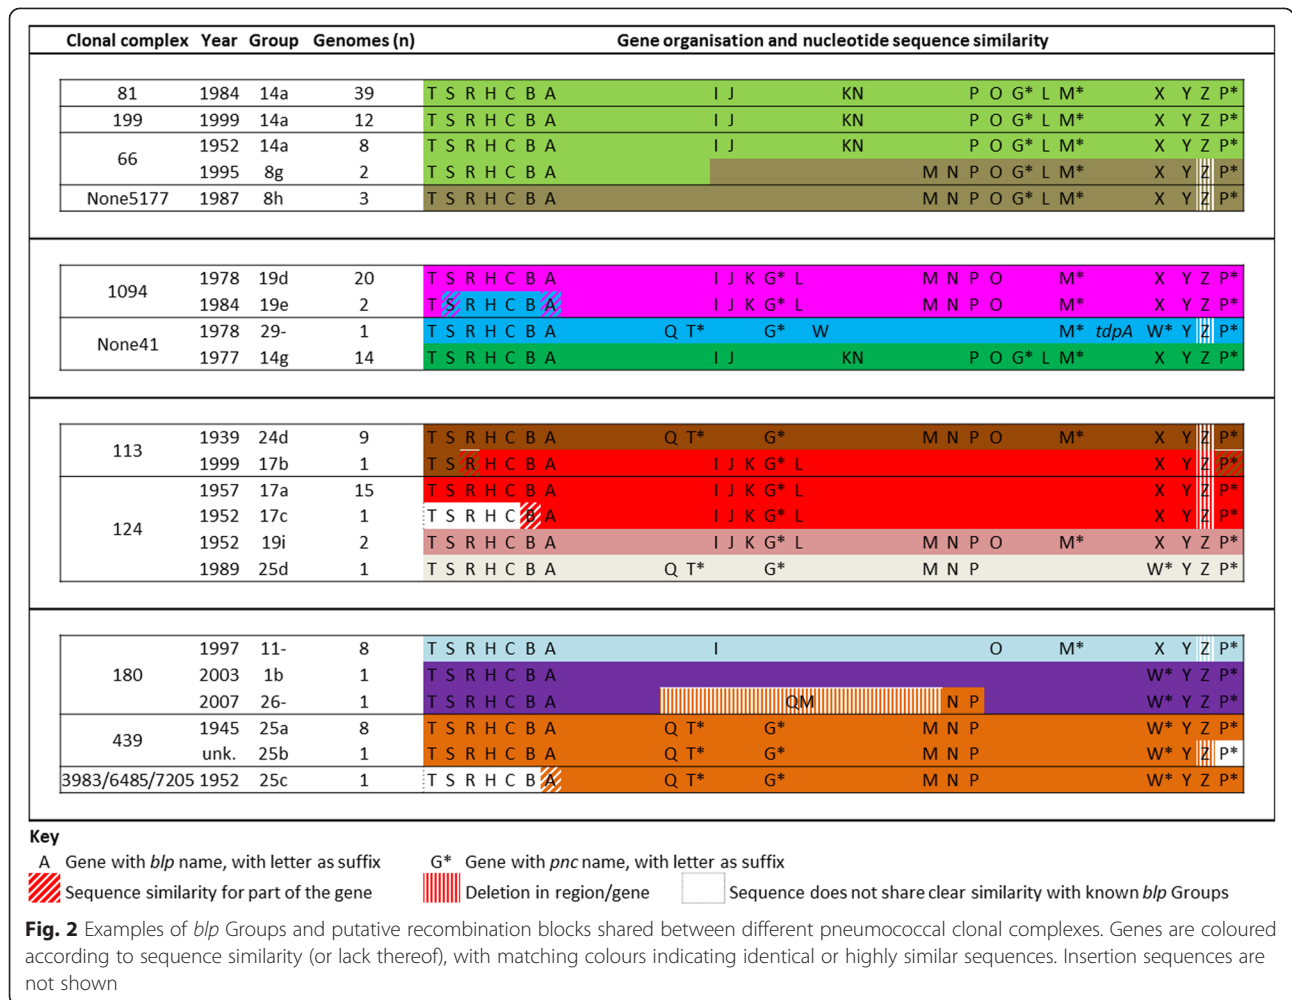 Clonal complex Year Group Genomes (n) Gene organisation and nucleotide sequence similarity
81 1984 14a 39 T S R H C B A I J KN P O G* L M* X Y Z P*
199 1999 14a 12 T S R H C B A I J KN P O G* L M* X Y Z P*
66 1952 14a 8 T S R H C B A I J KN P O G* L M* X Y Z P*
1995 8g 2 T S R H C B A M N P O G* L M* X Y Z P*
None5177 1987 8h 3 T S R H C B A M N P O G* L M* X Y Z P*
1094 1978 19d 20 T S R H C B A I J K G* L M N P O M* X Y Z P*
1984 19e 2 T S R H C B A I J K G* L M N P O M* X Y Z P*
None41 1978 29- 1 T S R H C B A Q T* G* W M* tdpA W* Y Z P*
1977 14g 14 T S R H C B A I J KN P O G* L M* X Y Z P*
113 1939 24d 9 T S R H C B A Q T* G* M N P O M* X Y Z P*
1999 17b 1 T S R H C B A I J K G* L X Y Z P*
124 1957 17a 15 T S R H C B A I J K G* L X Y Z P*
1952 17c 1 T S R H C B A I J K G* L X Y Z P*
1952 19i 2 T S R H C B A I J K G* L M N P O M* X Y Z P*
1989 25d 1 T S R H C B A Q T* G* M N P W* Y Z P*
180 1997 11- 8 T S R H C B A I O M* X Y Z P*
2003 1b 1 T S R H C B A W* Y Z P*
2007 26- 1 T S R H C B A QM N P W* Y Z P*
439 1945 25a 8 T S R H C B A Q T* G* M N P W* Y Z P*
unk. 25b 1 T S R H C B A Q T* G* M N P W* Y Z P*
3983/6485/7205 1952 25c 1 T S R H C B A Q T* G* M N P W* Y Z P*
Key
A Gene with blp name, with letter as suffix G* Gene with pnc name, with letter as suffix
Sequence similarity for part of the gene Deletion in region/gene Sequence does not share clear similarity with known blp Groups
Fig. 2 Examples of blp Groups and putative recombination blocks shared between different pneumococcal clonal complexes. Genes are coloured
according to sequence similarity (or lack thereof), with matching colours indicating identical or highly similar sequences. Insertion sequences are
not shown